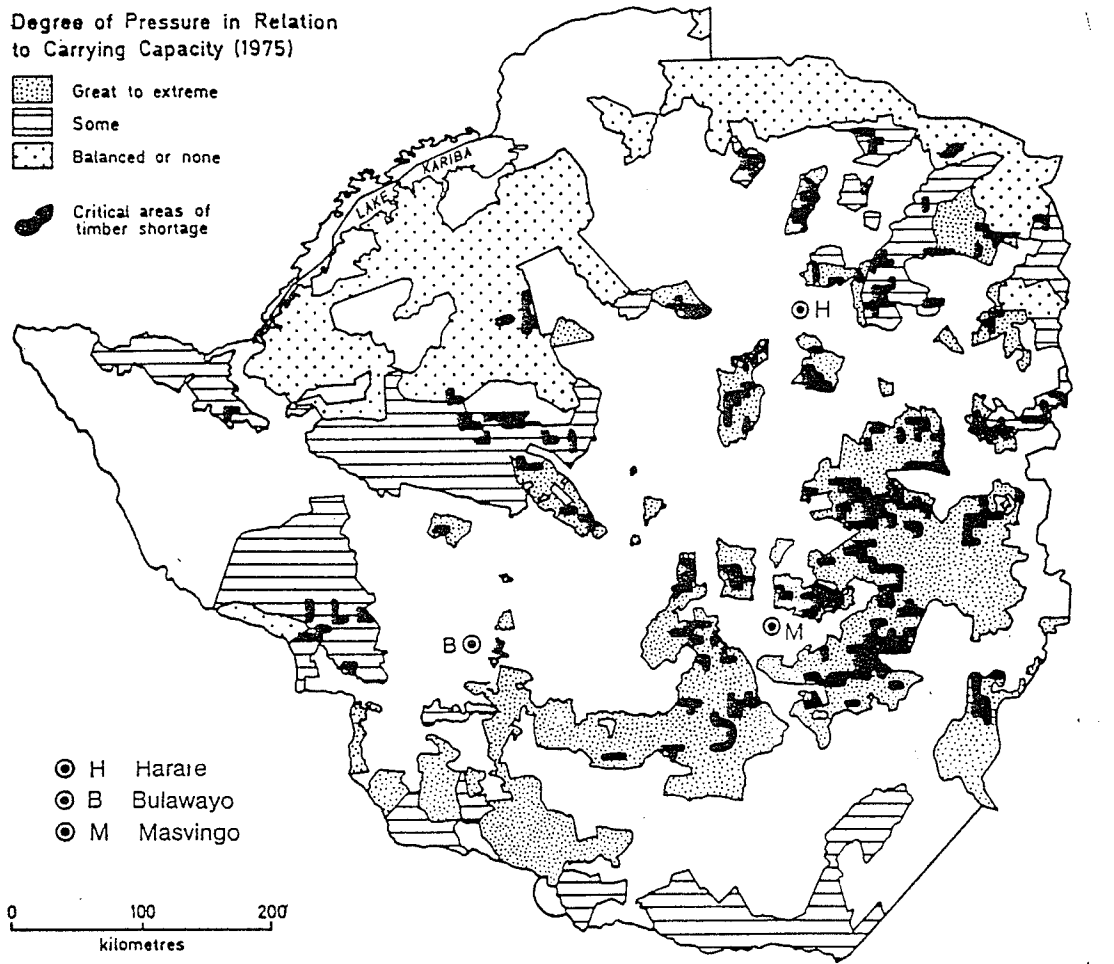 Degree of Pressure in Relation
to Carrying Capacity (1975)
Great to extreme
Some
Balanced or none
Critical areas of
timber shortage
LAKE KARIBA
H
B
M
H Harare
B Bulawayo
M Masvingo
0 100 200
kilometres